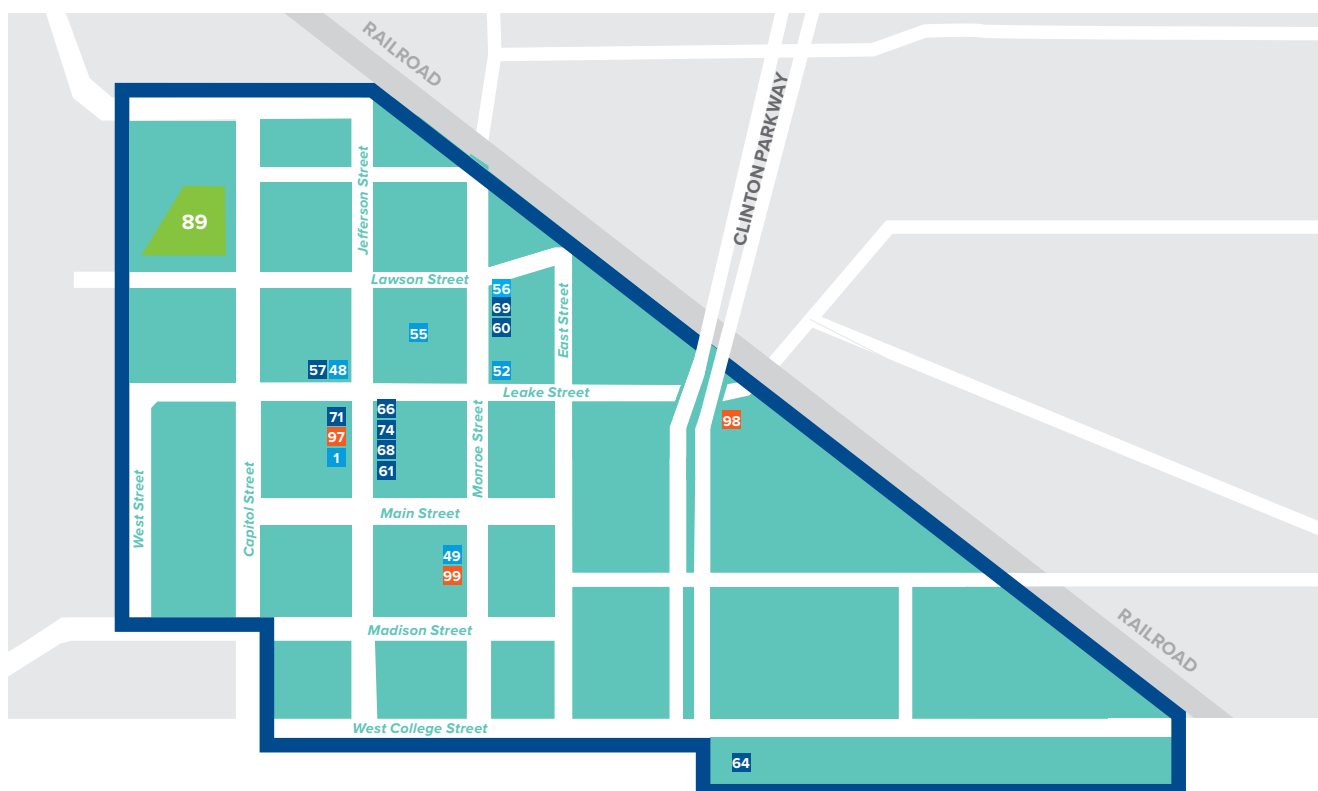 RAILROAD
CLINTON PARKWAY
Jefferson Street
89
Lawson Street
56
69
60
55
East Street
57 48
52
Leake Street
71
97
1
66
74
68
61
98
Monroe Street
West Street
Capitol Street
Main Street
49
99
Madison Street
RAILROAD
West College Street
64